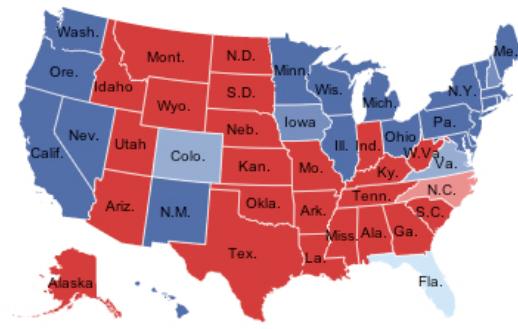 Wash.
Mont.
N.D.
Minn.
Me.
Ore.
Idaho
S.D.
Wis.
N.Y.
Wyo.
Mich.
Neb.
Iowa
Pa.
Nev.
Utah
Colo.
Ill.
Ind.
Ohio
W.Va.
Va.
Calif.
Kan.
Mo.
Ky.
N.C.
Ariz.
N.M.
Okla.
Ark.
Tenn.
S.C.
Tex.
La.
Miss.
Ala.
Ga.
Alaska
Fla.